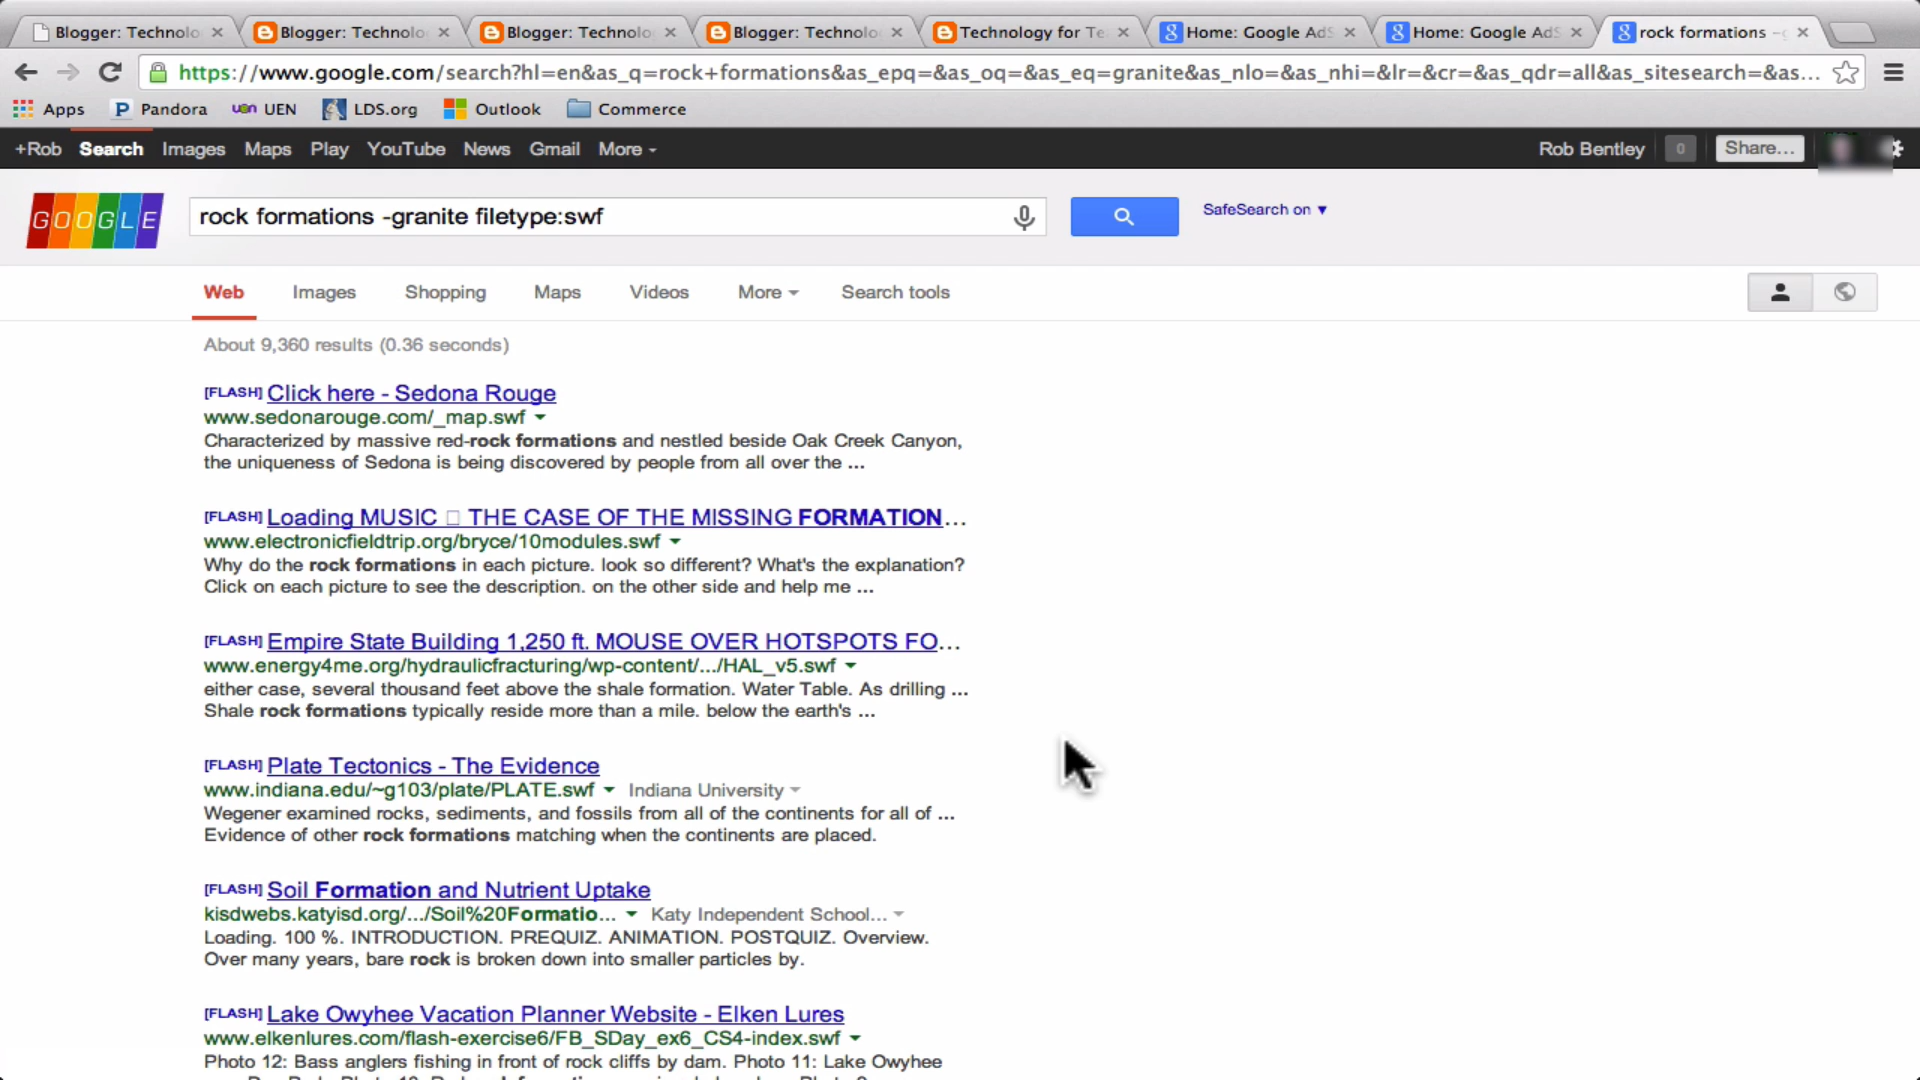 Blogger: Technolo
Blogger: Technolo
Blogger: Technolo
Blogger: Technolo
Technology for Te
Home: Google AdS
Home: Google AdS
rock formations -g
https://www.google.com/search?hl=en&as_q=rock+formations&as_epq=&as_oq=&as_eq=granite&as_nlo=&as_nhi=&lr=&cr=&as_qdr=all&as_sitesearch=&as...
Apps Pandora UEN LDS.org Outlook Commerce
+Rob Search Images Maps Play YouTube News Gmail More Rob Bentley 0 Share...
GOOGLE rock formations -granite filetype:swf SafeSearch on ▼
Web Images Shopping Maps Videos More Search tools
About 9,360 results (0.36 seconds)
[FLASH] Click here - Sedona Rouge
www.sedonarouge.com/_map.swf
Characterized by massive red-rock formations and nestled beside Oak Creek Canyon,
the uniqueness of Sedona is being discovered by people from all over the ...
[FLASH] Loading MUSIC □ THE CASE OF THE MISSING FORMATION...
www.electronicfieldtrip.org/bryce/10modules.swf
Why do the rock formations in each picture. look so different? What's the explanation?
Click on each picture to see the description. on the other side and help me ...
[FLASH] Empire State Building 1,250 ft. MOUSE OVER HOTSPOTS FO...
www.energy4me.org/hydraulicfracturing/wp-content/.../HAL_v5.swf
either case, several thousand feet above the shale formation. Water Table. As drilling ...
Shale rock formations typically reside more than a mile. below the earth's ...
[FLASH] Plate Tectonics - The Evidence
www.indiana.edu/~g103/plate/PLATE.swf Indiana University
Wegener examined rocks, sediments, and fossils from all of the continents for all of ...
Evidence of other rock formations matching when the continents are placed.
[FLASH] Soil Formation and Nutrient Uptake
kisdwebs.katyisd.org/.../Soil%20Formatio... Katy Independent School...
Loading. 100 %. INTRODUCTION. PREQUIZ. ANIMATION. POSTQUIZ. Overview.
Over many years, bare rock is broken down into smaller particles by.
[FLASH] Lake Owyhee Vacation Planner Website - Elken Lures
www.elkenlures.com/flash-exercise6/FB_SDay_ex6_CS4-index.swf
Photo 12: Bass anglers fishing in front of rock cliffs by dam. Photo 11: Lake Owyhee